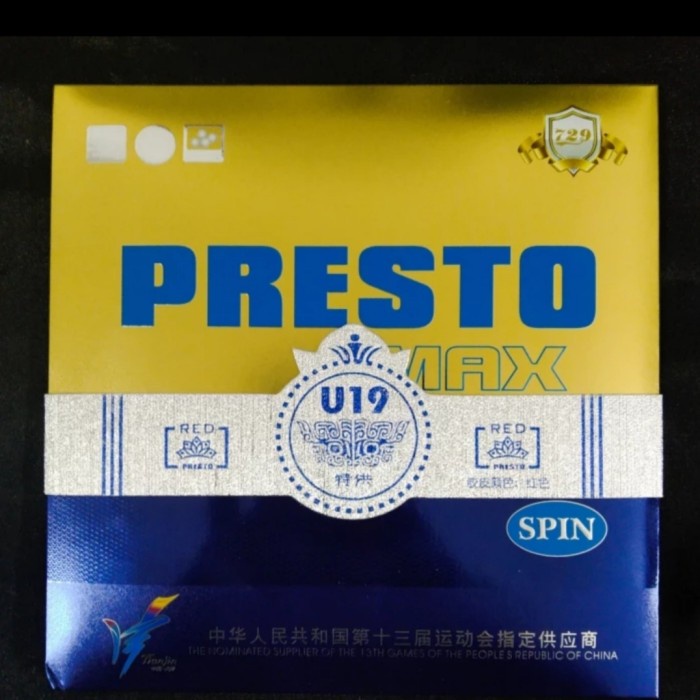 729
PRESTO
MAX
U19
特供
RED
PRESTO
RED
PRESTO
胶皮颜色：红色
SPIN
Tianjin
中华人民共和国第十三届运动会指定供应商
THE NOMINATED SUPPLIER OF THE 13TH GAMES OF THE PEOPLE'S REPUBLIC OF CHINA